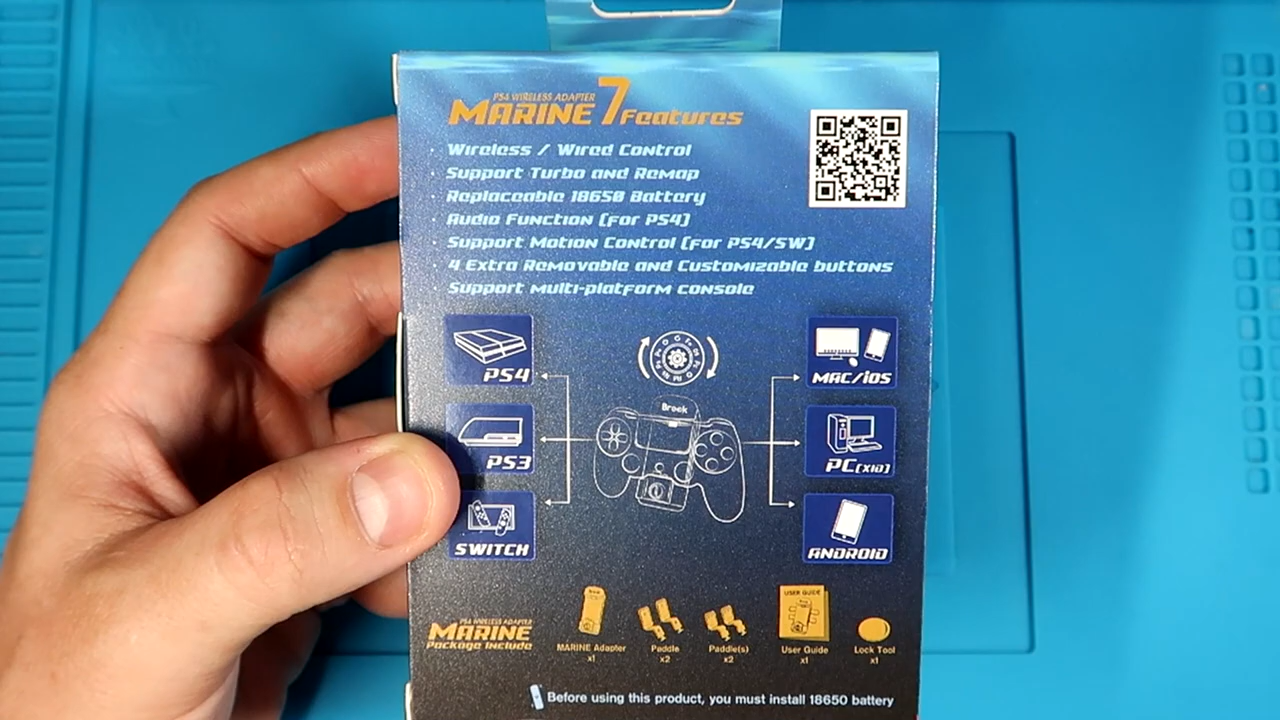 PS4 WIRELESS ADAPTER
MARINE 7 Features
· Wireless / Wired Control
· Support Turbo and Remap
· Replaceable 18650 Battery
· Audio Function (for PS4)
· Support Motion Control (for PS4/SW)
· 4 Extra Removable and Customizable buttons
· Support multi-platform console
PS4
MAC/iOS
Brook
PS3
PC(XID)
SWITCH
ANDROID
PS4 WIRELESS ADAPTER
MARINE
Package include
USER GUIDE
MARINE Adapter x1
Paddle x2
Paddle(s) x2
User Guide x1
Lock Tool x1
Before using this product, you must install 18650 battery